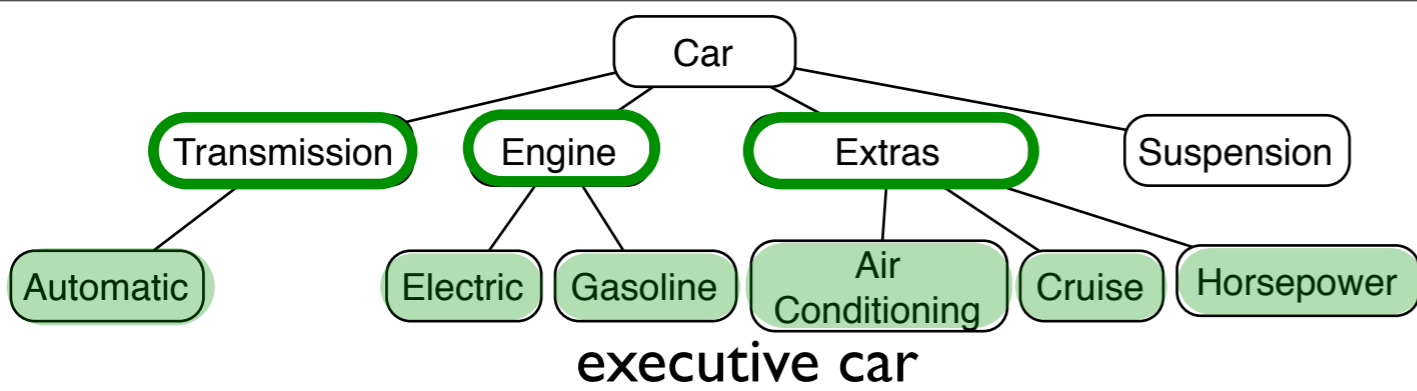 Car
Transmission
Engine
Extras
Suspension
Automatic
Electric
Gasoline
Air
Conditioning
Cruise
Horsepower
executive car